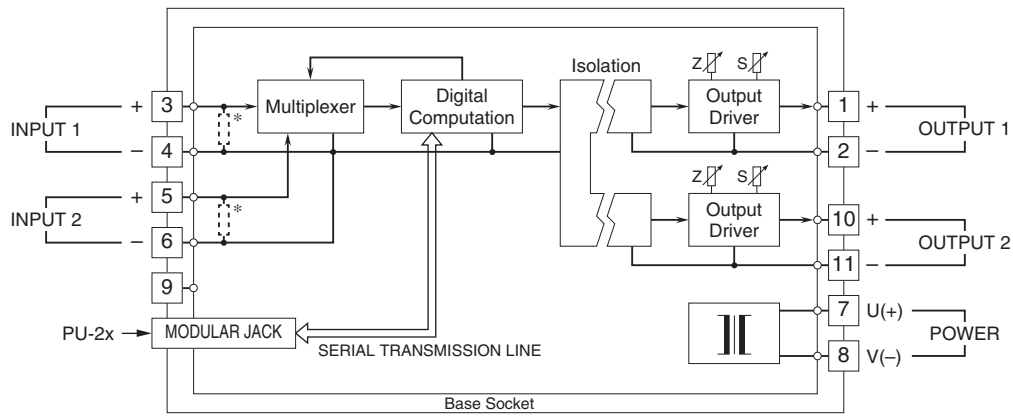 Isolation
Z S
+ 3
* Multiplexer
Digital
Computation
Output
Driver
1 +
INPUT 1
OUTPUT 1
– 4
2 –
+ 5
Z S
INPUT 2
*
Output
Driver
10 +
– 6
OUTPUT 2
11 –
9
7 U(+)
PU-2x
MODULAR JACK
SERIAL TRANSMISSION LINE
POWER
8 V(–)
Base Socket